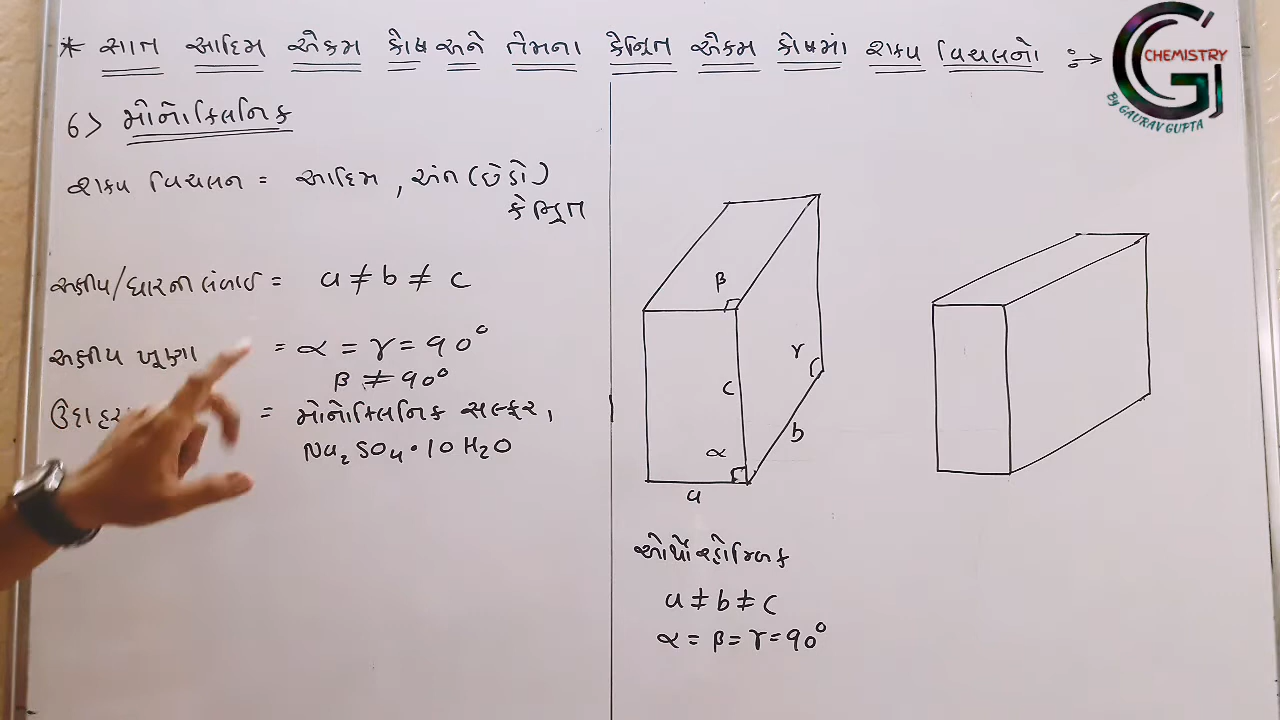 * સાત આદિમ એકમ કોષ અને તેમના કેન્દ્રિત એકમ કોષમાં શક્ય વિચલનો :→
CHEMISTRY
By GAURAV GUPTA
6> મોનોક્લિનિક
શક્ય વિચલન = આદિમ , અંત (છેડો)
કેન્દ્રિત
અક્ષીય/ધારની લંબાઈ = a ≠ b ≠ c
અક્ષીય ખૂણા = α = γ = 90°
β ≠ 90°
= મોનોક્લિનિક સલ્ફર,
Na₂SO₄·10H₂O
β
γ
c
b
α
a
ઓર્થોરહોમ્બિક
a ≠ b ≠ c
α = β = γ = 90°